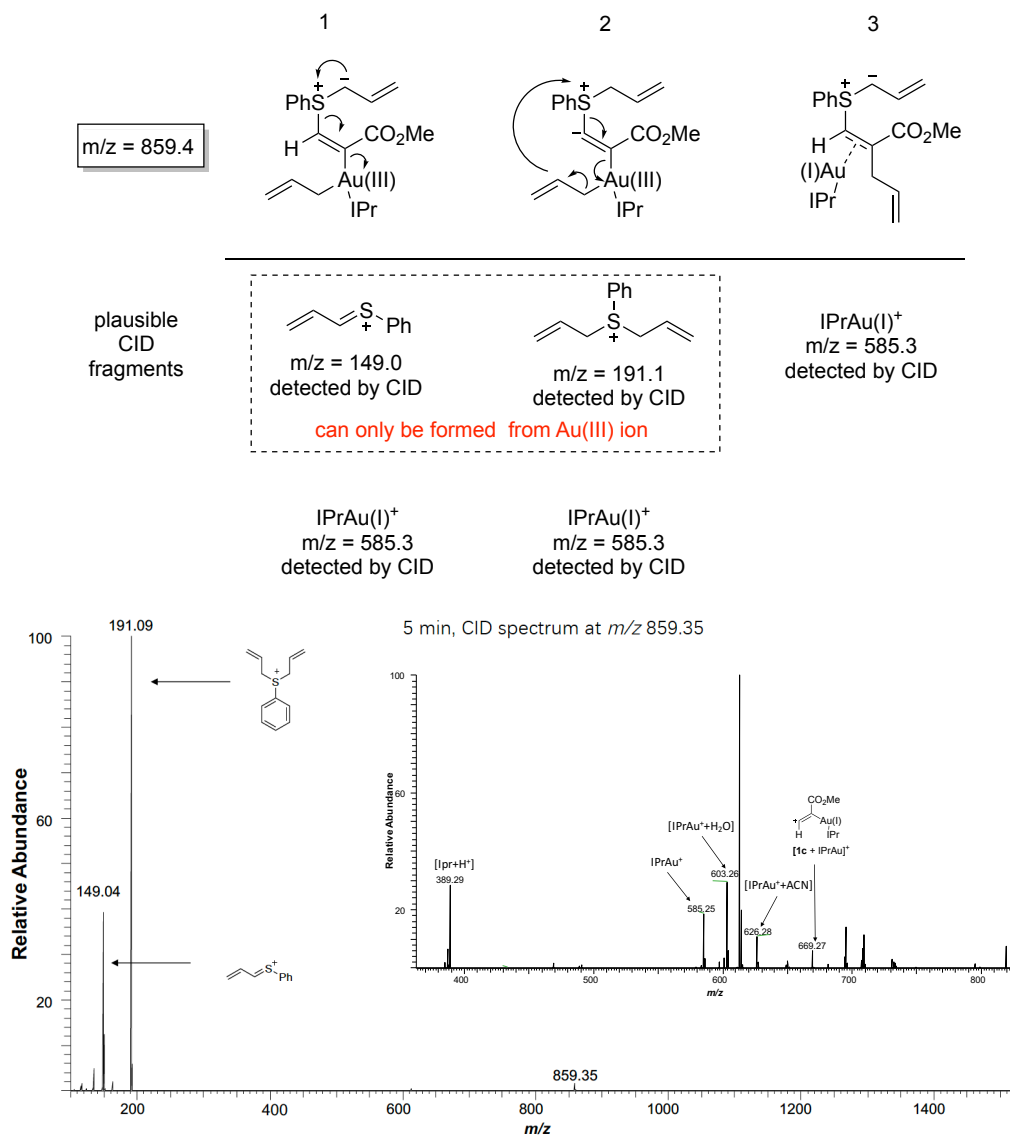 1
2
3
m/z = 859.4
PhS
+
−
H
CO2Me
Au(III)
IPr
PhS
+
−
CO2Me
Au(III)
IPr
PhS
+
−
H
CO2Me
(I)Au
IPr
plausible
CID
fragments
S
+
Ph
m/z = 149.0
detected by CID
Ph
S
+
m/z = 191.1
detected by CID
can only be formed from Au(III) ion
IPrAu(I)+
m/z = 585.3
detected by CID
IPrAu(I)+
m/z = 585.3
detected by CID
IPrAu(I)+
m/z = 585.3
detected by CID
5 min, CID spectrum at m/z 859.35
Relative Abundance
100
60
20
191.09
149.04
859.35
S
+
S
+
Ph
200
400
600
800
1000
1200
1400
m/z
Relative Abundance
100
60
20
[Ipr+H+]
389.29
IPrAu+
585.25
[IPrAu++H2O]
603.26
[IPrAu++ACN]
626.28
669.27
CO2Me
+
H
Au(I)
IPr
[1c + IPrAu]+
400
500
600
700
800
m/z